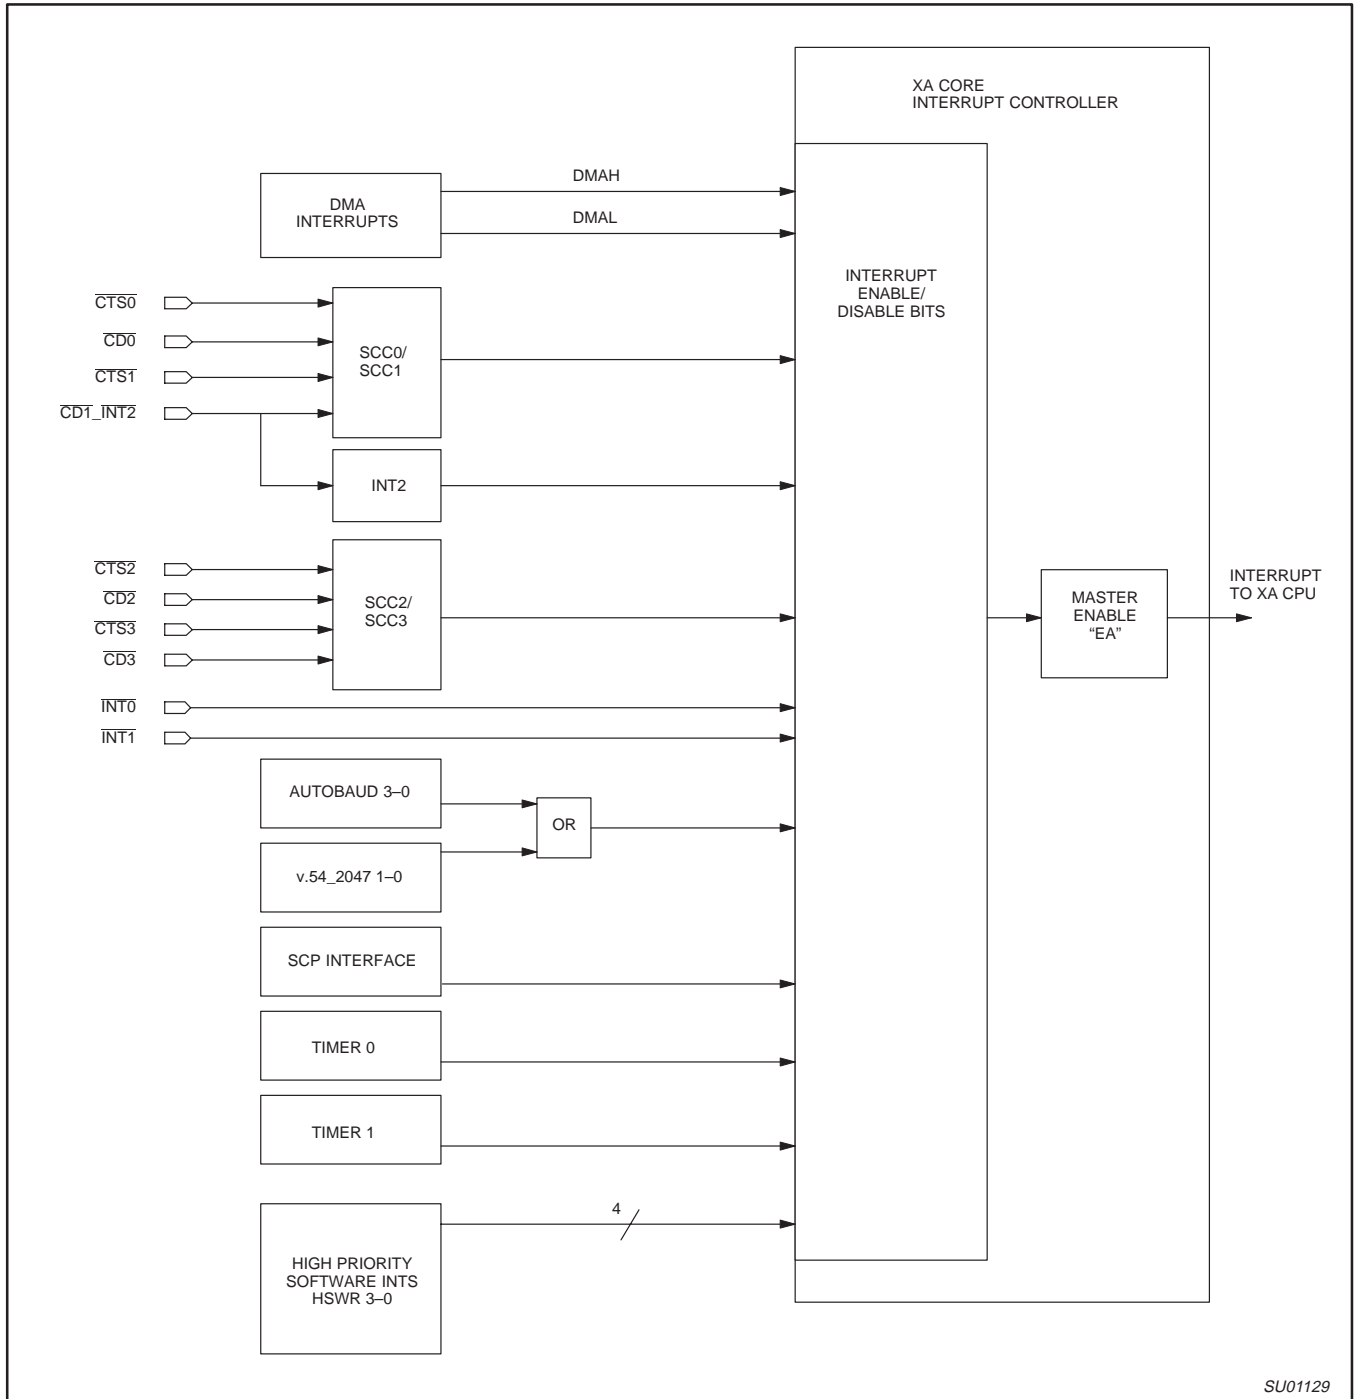 XA CORE
INTERRUPT CONTROLLER
DMAH
DMA
INTERRUPTS
DMAL
INTERRUPT
ENABLE/
DISABLE BITS
CTS0
CD0
SCC0/
SCC1
CTS1
CD1_INT2
INT2
CTS2
CD2
SCC2/
SCC3
CTS3
CD3
MASTER
ENABLE
“EA”
INTERRUPT
TO XA CPU
INT0
INT1
AUTOBAUD 3–0
OR
v.54_2047 1–0
SCP INTERFACE
TIMER 0
TIMER 1
4
HIGH PRIORITY
SOFTWARE INTS
HSWR 3–0
SU01129